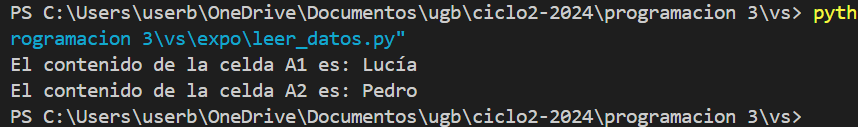 PS C:\Users\userb\OneDrive\Documentos\ugb\ciclo2-2024\programacion 3\vs> pyth
rogramacion 3\vs\expo\leer_datos.py"
El contenido de la celda A1 es: Lucía
El contenido de la celda A2 es: Pedro
PS C:\Users\userb\OneDrive\Documentos\ugb\ciclo2-2024\programacion 3\vs>